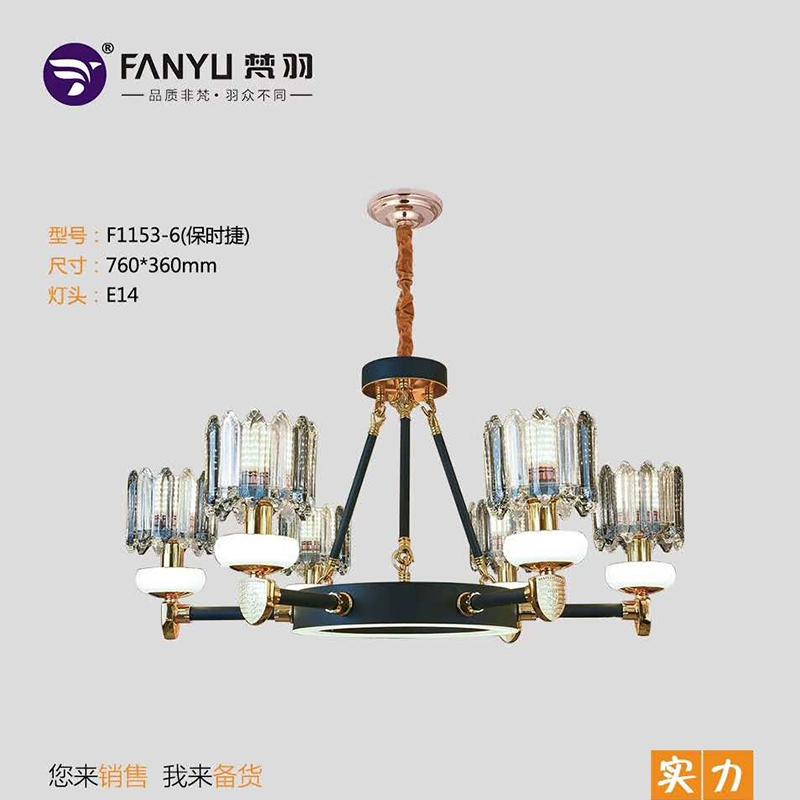 ® FANYU 梵羽
品质非梵·羽众不同
型号：F1153-6(保时捷)
尺寸：760*360mm
灯头：E14
您来销售 我来备货
实力